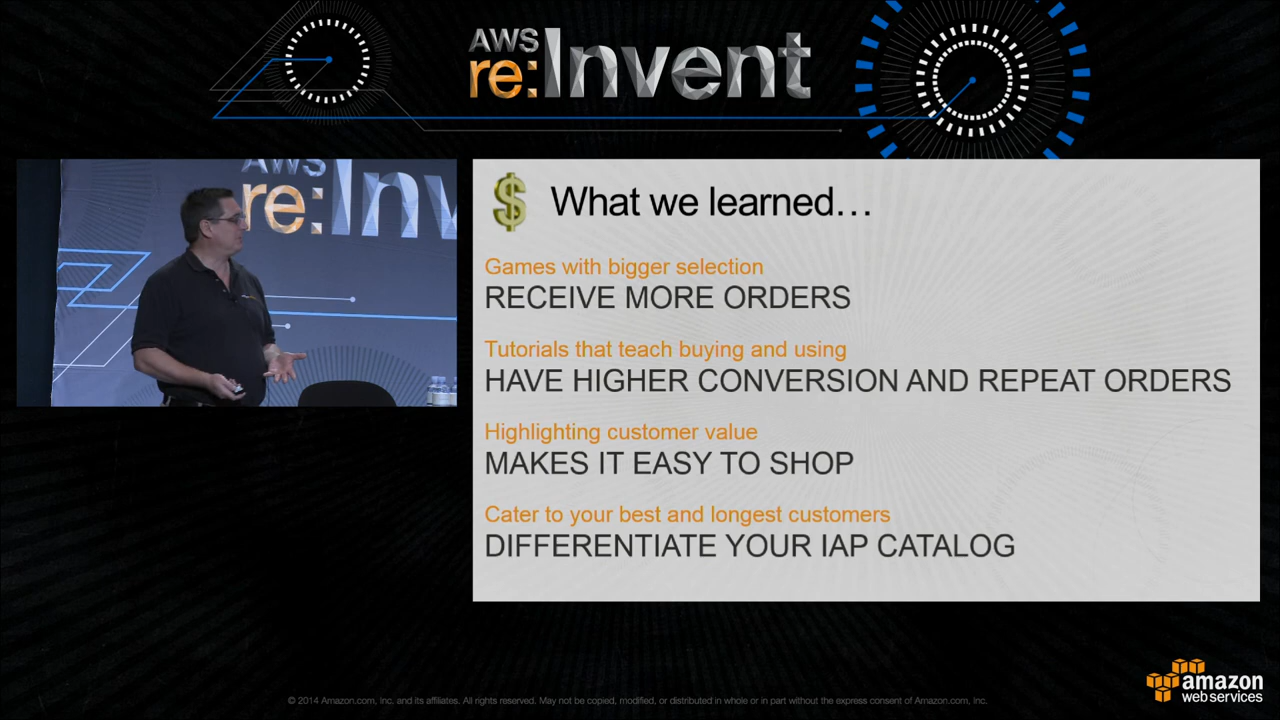 AWS
re:Invent
AWS
re:Inv
What we learned…
Games with bigger selection
RECEIVE MORE ORDERS
Tutorials that teach buying and using
HAVE HIGHER CONVERSION AND REPEAT ORDERS
Highlighting customer value
MAKES IT EASY TO SHOP
Cater to your best and longest customers
DIFFERENTIATE YOUR IAP CATALOG
amazon
web services
© 2014 Amazon.com, Inc. and its affiliates. All rights reserved. May not be copied, modified, or distributed in whole or in part without the express consent of Amazon.com, Inc.